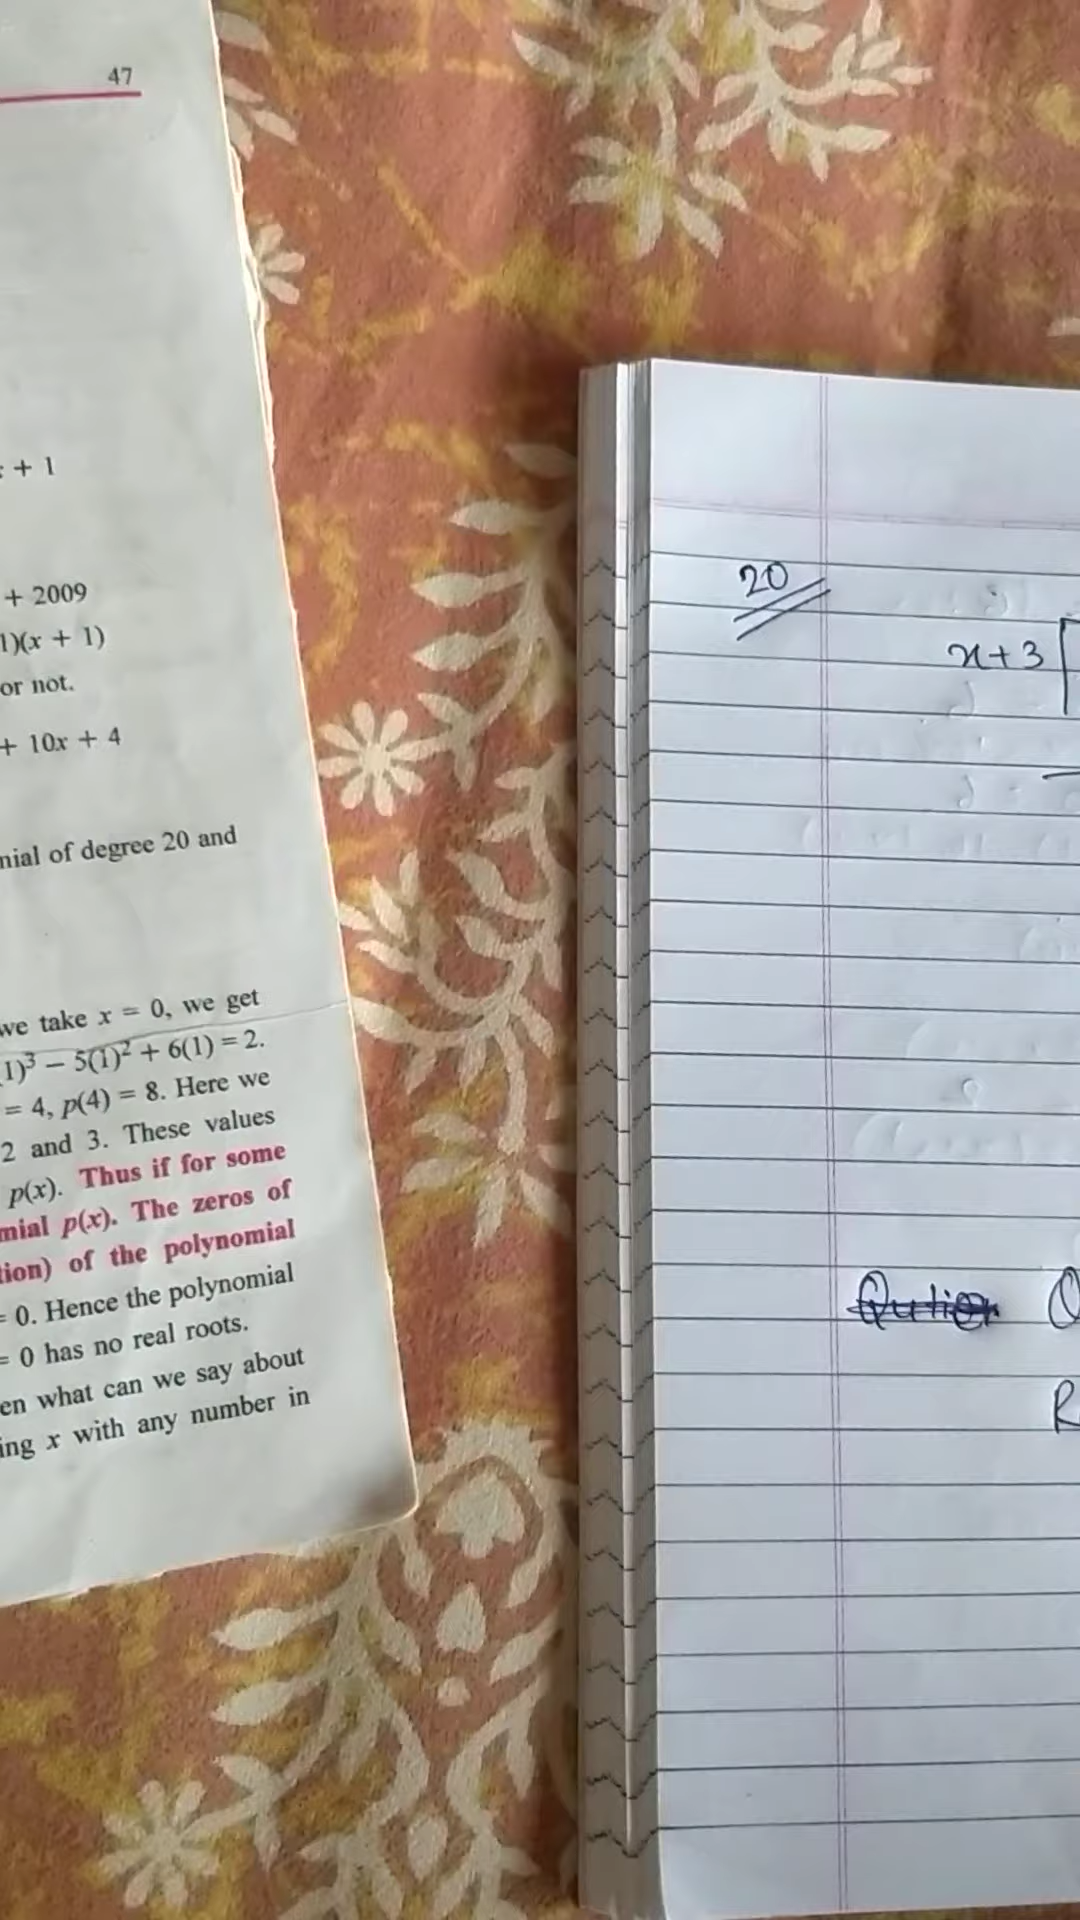 47
+ 1
+ 2009
1)(x + 1)
or not.
+ 10x + 4
nial of degree 20 and
we take x = 0, we get
1)³ − 5(1)² + 6(1) = 2.
= 4, p(4) = 8. Here we
2 and 3. These values
p(x). Thus if for some
mial p(x). The zeros of
tion) of the polynomial
= 0. Hence the polynomial
= 0 has no real roots.
en what can we say about
ing x with any number in
20
x+3
Q
R